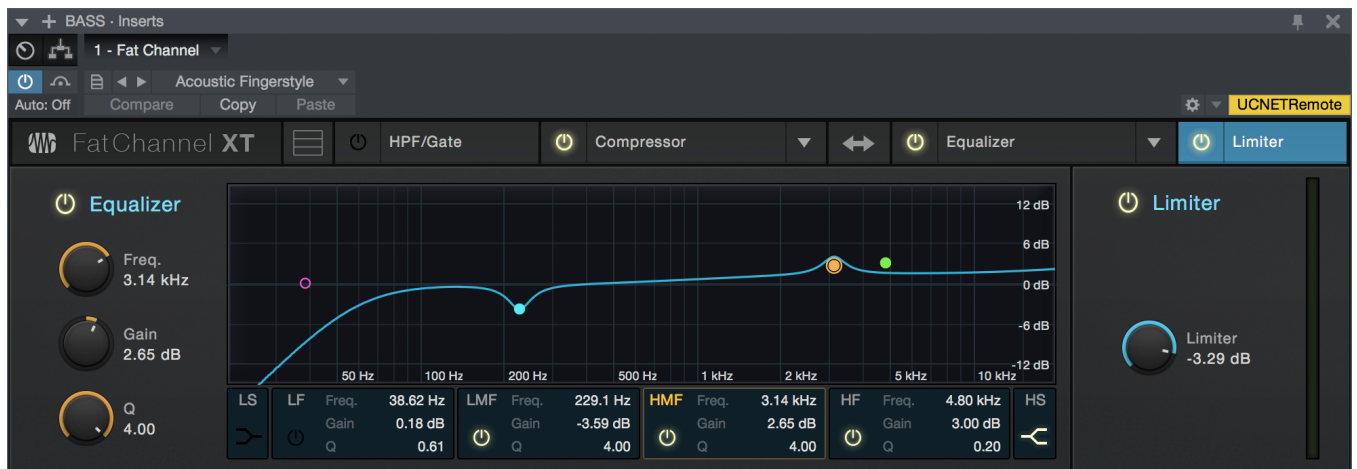 BASS · Inserts
1 - Fat Channel
Acoustic Fingerstyle
Auto: Off Compare Copy Paste UCNETRemote
FatChannel XT HPF/Gate Compressor Equalizer Limiter
Equalizer Limiter
12 dB
6 dB
Freq.
3.14 kHz
0 dB
Gain
2.65 dB
-6 dB
Limiter
-3.29 dB
-12 dB
50 Hz 100 Hz 200 Hz 500 Hz 1 kHz 2 kHz 5 kHz 10 kHz
Q
4.00
LS LF Freq. 38.62 Hz LMF Freq. 229.1 Hz HMF Freq. 3.14 kHz HF Freq. 4.80 kHz HS
Gain 0.18 dB Gain -3.59 dB Gain 2.65 dB Gain 3.00 dB
Q 0.61 Q 4.00 Q 4.00 Q 0.20